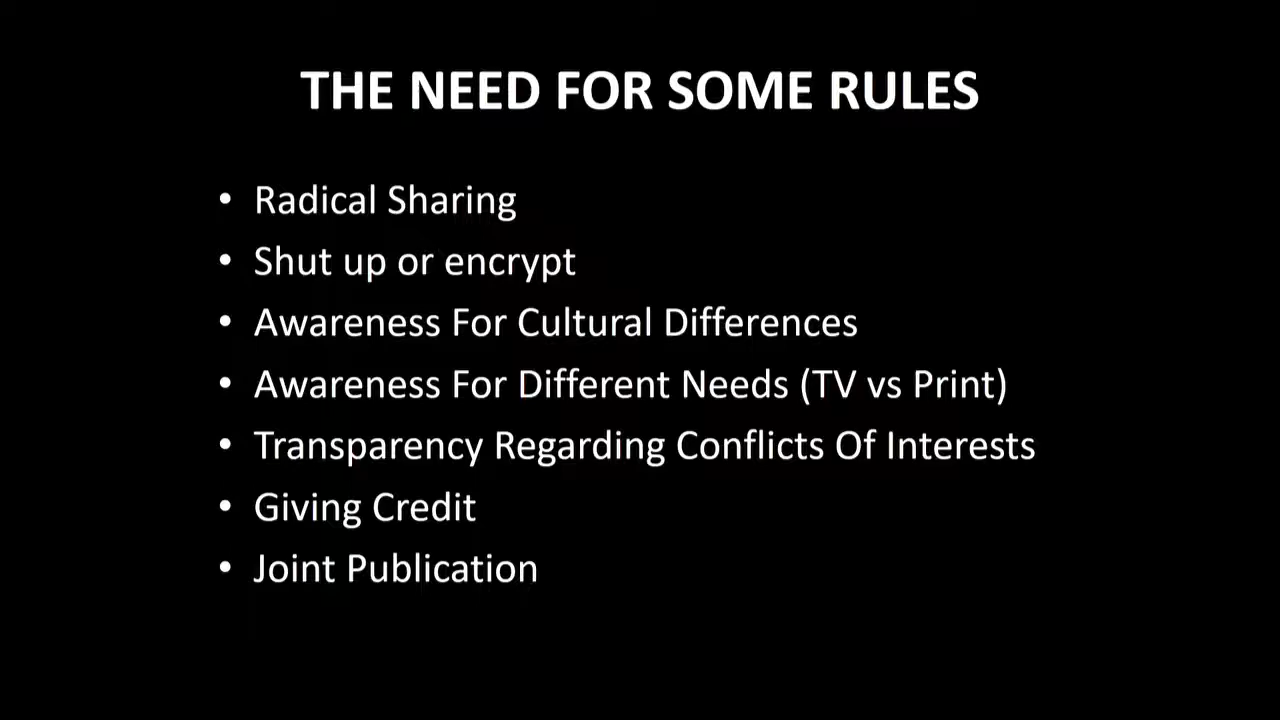 THE NEED FOR SOME RULES
• Radical Sharing
• Shut up or encrypt
• Awareness For Cultural Differences
• Awareness For Different Needs (TV vs Print)
• Transparency Regarding Conflicts Of Interests
• Giving Credit
• Joint Publication